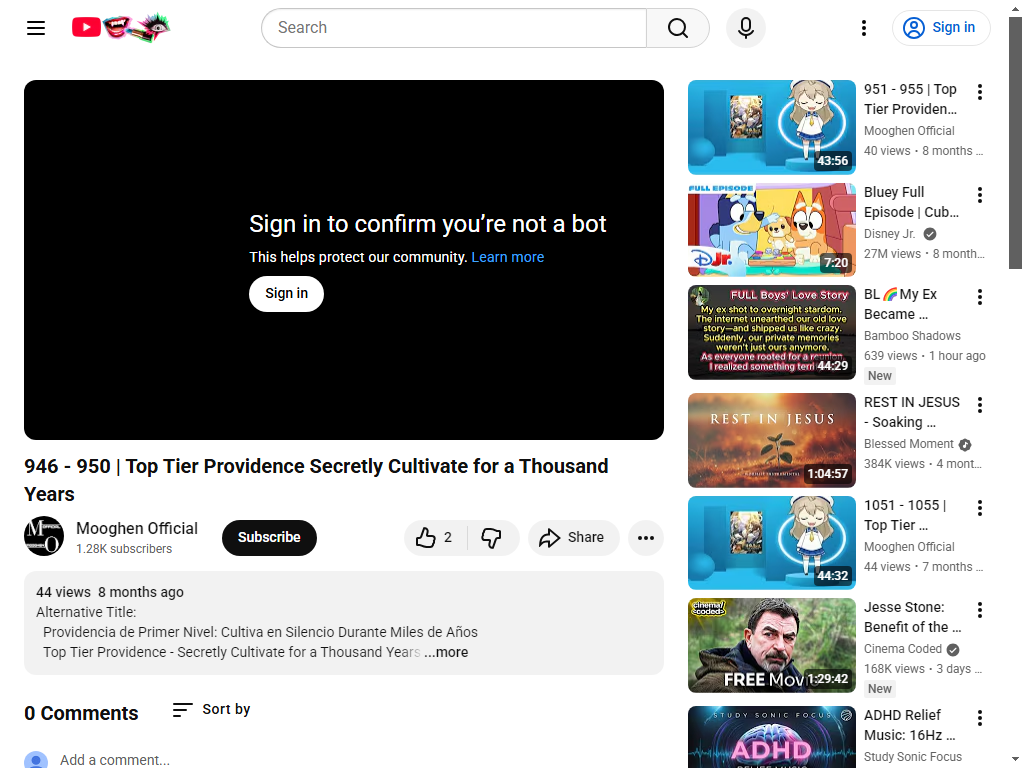 Search
Sign in
Sign in to confirm you’re not a bot
This helps protect our community. Learn more
Sign in
946 - 950 | Top Tier Providence Secretly Cultivate for a Thousand
Years
Mooghen Official
1.28K subscribers
Subscribe
2
Share
44 views 8 months ago
Alternative Title:
Providencia de Primer Nivel: Cultiva en Silencio Durante Miles de Años
Top Tier Providence - Secretly Cultivate for a Thousand Years ...more
0 Comments
Sort by
Add a comment...
43:56
951 - 955 | Top
Tier Providen...
Mooghen Official
40 views • 8 months ...
FULL EPISODE
DJr.
7:20
Bluey Full
Episode | Cub...
Disney Jr.
27M views • 8 month...
FULL Boys' Love Story
My ex shot to overnight stardom.
The internet unearthed our old love
story—and shipped us like crazy.
Suddenly, our private memories
weren't just ours anymore.
As everyone rooted for a reunion,
I realized something terri
44:29
BL🌈My Ex
Became ...
Bamboo Shadows
639 views • 1 hour ago
New
REST IN JESUS
1:04:57
REST IN JESUS
- Soaking ...
Blessed Moment
384K views • 4 mont...
44:32
1051 - 1055 |
Top Tier ...
Mooghen Official
44 views • 7 months ...
cinema
coded
FREE Movi
1:29:42
Jesse Stone:
Benefit of the ...
Cinema Coded
168K views • 3 days ...
New
STUDY SONIC FOCUS
ADHD
RELIEF MUSIC
ADHD Relief
Music: 16Hz ...
Study Sonic Focus